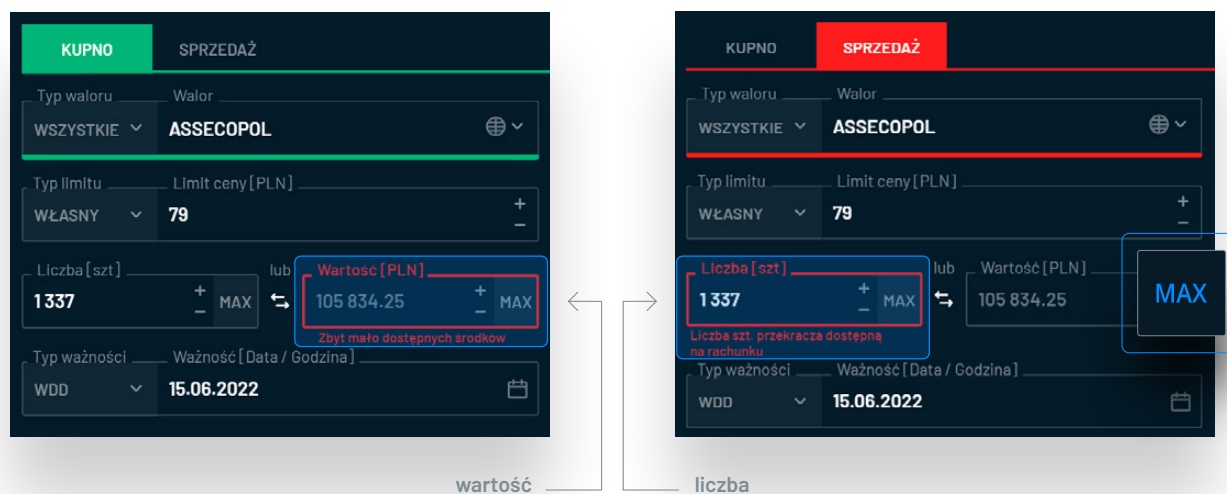 KUPNO SPRZEDAŻ
Typ waloru Walor
WSZYSTKIE ASSECOPOL
Typ limitu Limit ceny [PLN]
WŁASNY 79 +
−
Liczba [szt] lub Wartość [PLN]
1 337 + − MAX 105 834.25 + − MAX
Zbyt mało dostępnych środków
Typ ważności Ważność [Data / Godzina]
WDD 15.06.2022
wartość
KUPNO SPRZEDAŻ
Typ waloru Walor
WSZYSTKIE ASSECOPOL
Typ limitu Limit ceny [PLN]
WŁASNY 79 +
−
Liczba [szt] lub Wartość [PLN]
1 337 + − MAX 105 834.25 MAX
Liczba szt. przekracza dostępną
na rachunku
Typ ważności Ważność [Data / Godzina]
WDD 15.06.2022
liczba